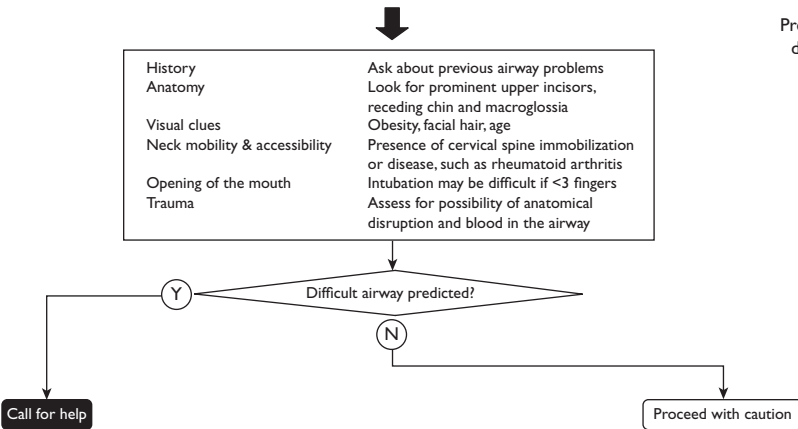 Pr
d
History Ask about previous airway problems
Anatomy Look for prominent upper incisors,
receding chin and macroglossia
Visual clues Obesity, facial hair, age
Neck mobility & accessibility Presence of cervical spine immobilization
or disease, such as rheumatoid arthritis
Opening of the mouth Intubation may be difficult if <3 fingers
Trauma Assess for possibility of anatomical
disruption and blood in the airway
Difficult airway predicted?
Y
N
Call for help
Proceed with caution